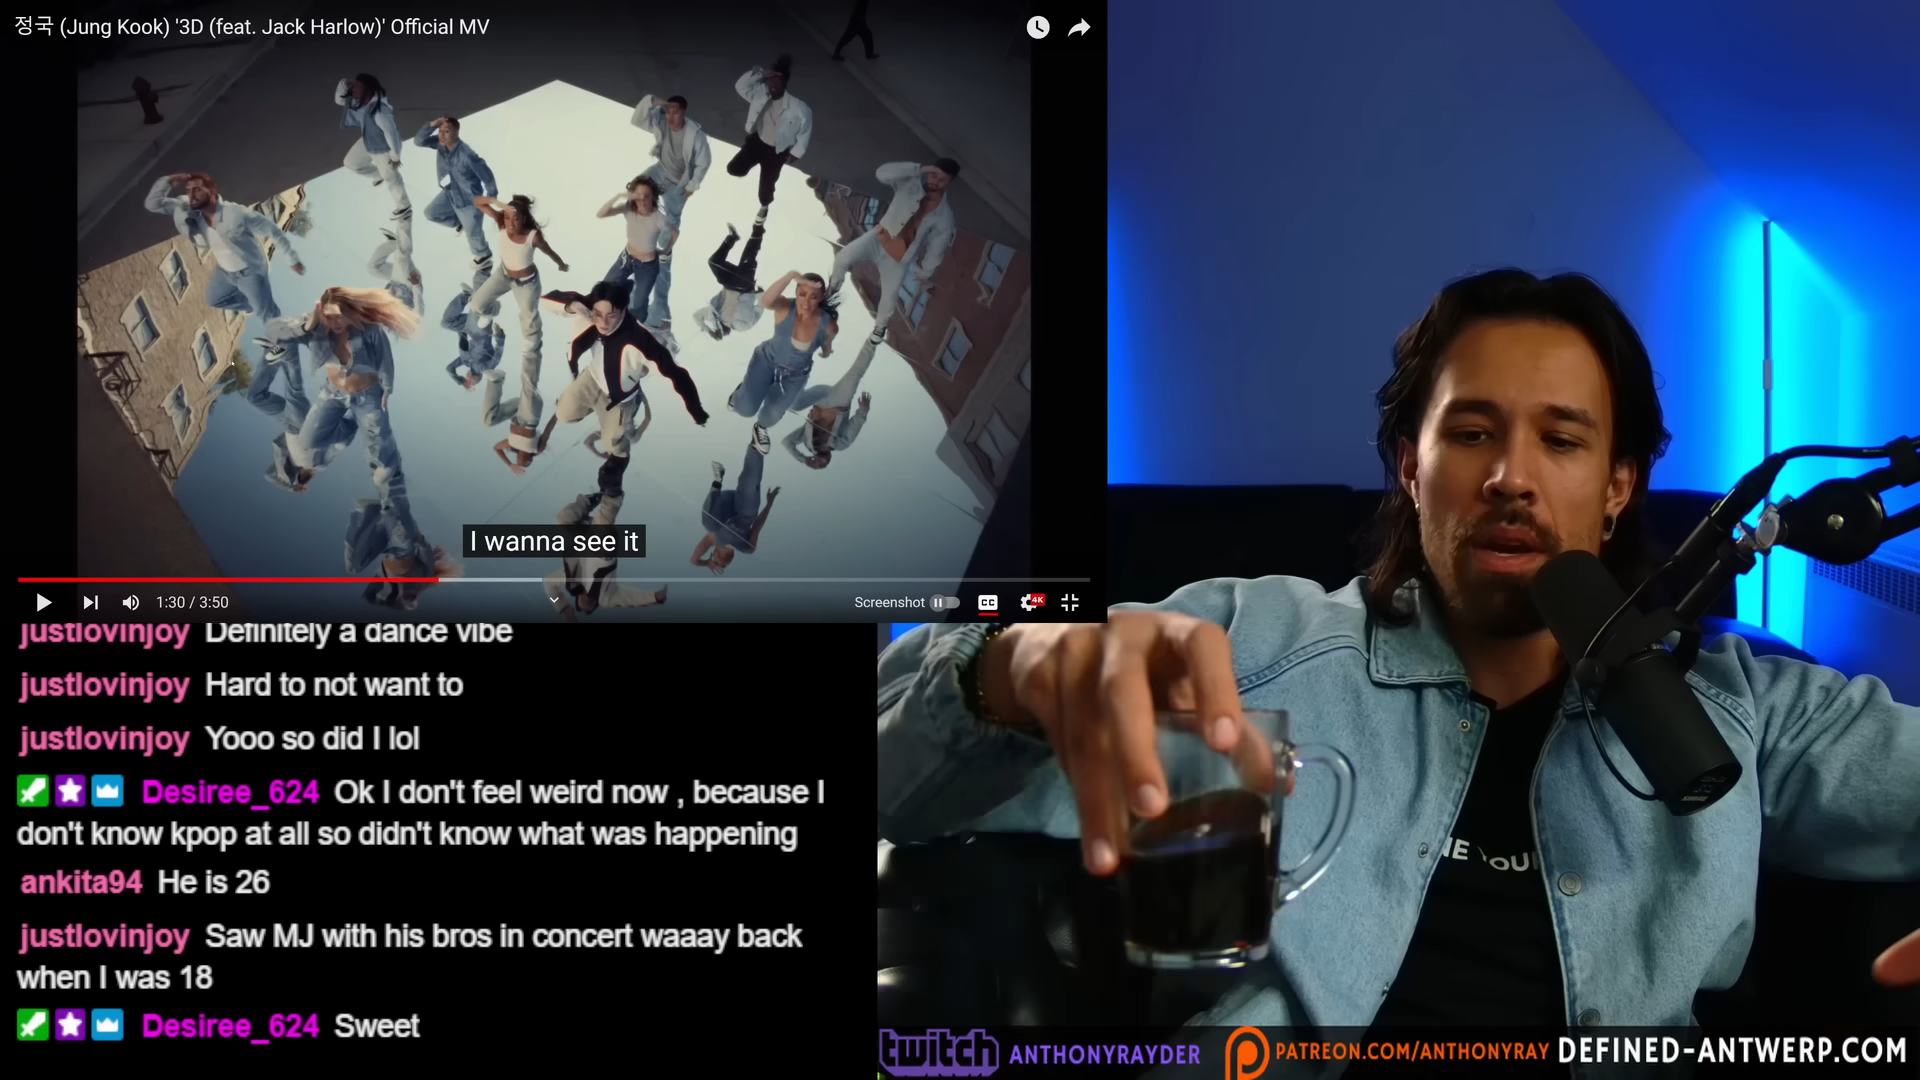 정국 (Jung Kook) '3D (feat. Jack Harlow)' Official MV
I wanna see it
1:30 / 3:50
Screenshot
CC
4K
justlovinjoy Definitely a dance vibe
justlovinjoy Hard to not want to
justlovinjoy Yooo so did I lol
Desiree_624 Ok I don't feel weird now , because I
don't know kpop at all so didn't know what was happening
ankita94 He is 26
justlovinjoy Saw MJ with his bros in concert waaay back
when I was 18
Desiree_624 Sweet
twitch ANTHONYRAYDER PATREON.COM/ANTHONYRAY DEFINED-ANTWERP.COM